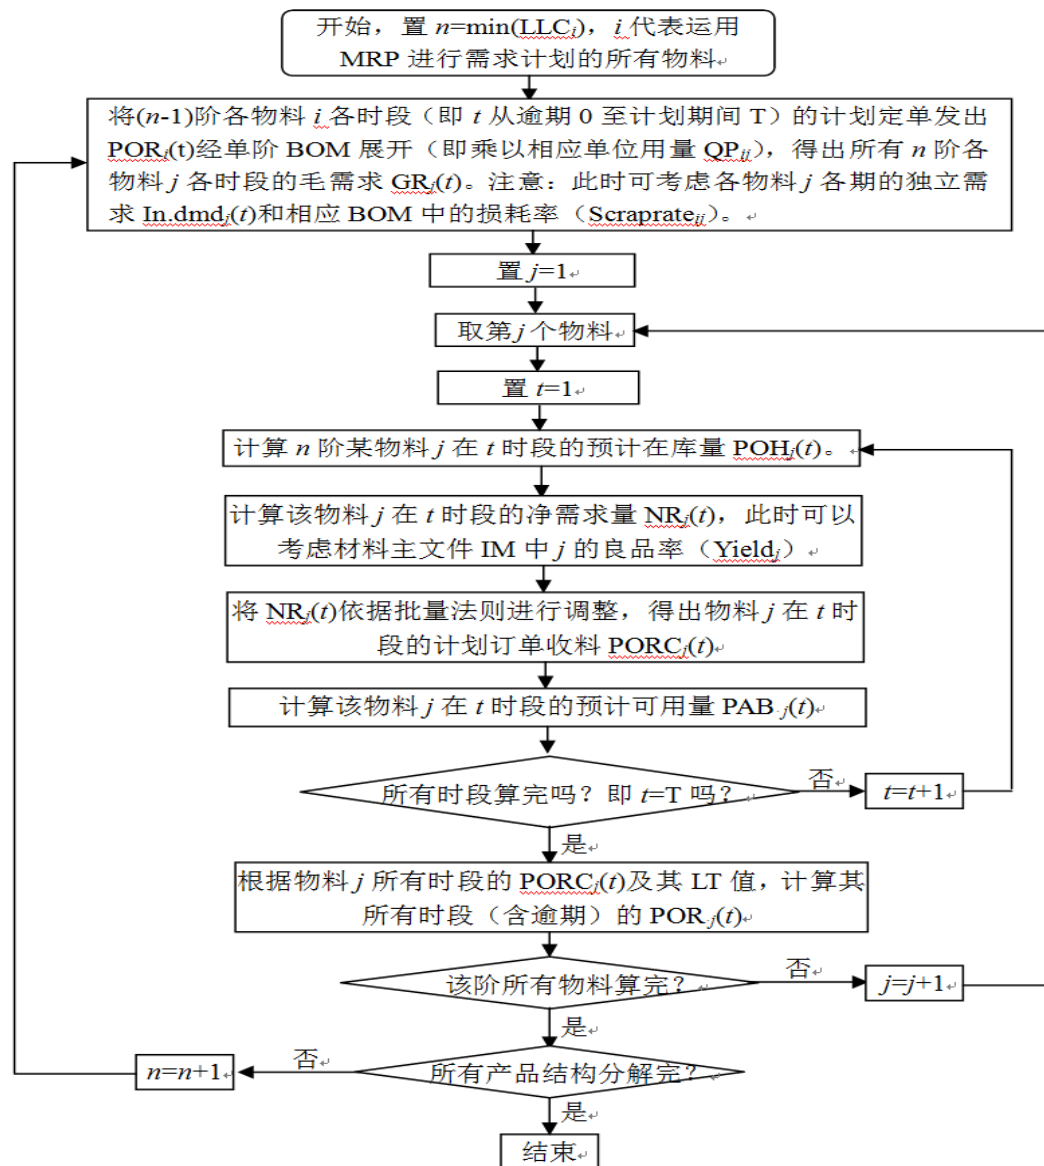 开始，置 n=min(LLCi)，i 代表运用
MRP 进行需求计划的所有物料
将(n-1)阶各物料 i 各时段（即 t 从逾期 0 至计划期间 T）的计划定单发出
PORi(t)经单阶 BOM 展开（即乘以相应单位用量 QPij），得出所有 n 阶各
物料 j 各时段的毛需求 GRj(t)。注意：此时可考虑各物料 j 各期的独立需
求 In.dmdj(t)和相应 BOM 中的损耗率（Scraprateij）。
置 j=1
取第 j 个物料
置 t=1
计算 n 阶某物料 j 在 t 时段的预计在库量 POHj(t)。
计算该物料 j 在 t 时段的净需求量 NRj(t)，此时可以
考虑材料主文件 IM 中 j 的良品率（Yieldj）
将 NRj(t)依据批量法则进行调整，得出物料 j 在 t 时
段的计划订单收料 PORCj(t)
计算该物料 j 在 t 时段的预计可用量 PAB j(t)
所有时段算完吗？即 t=T 吗？
否
t=t+1
是
根据物料 j 所有时段的 PORCj(t)及其 LT 值，计算其
所有时段（含逾期）的 POR j(t)
该阶所有物料算完？
否
j=j+1
是
所有产品结构分解完？
否
n=n+1
是
结束